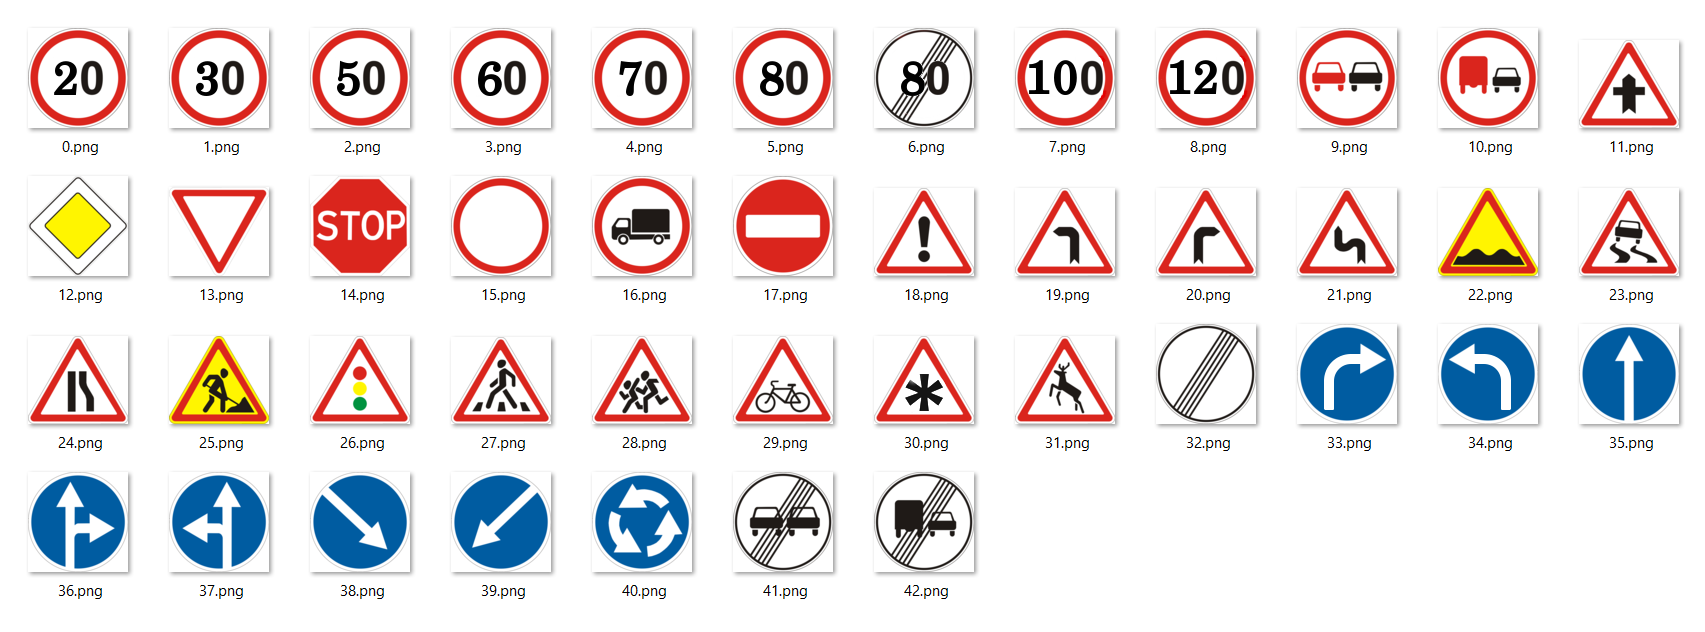 20 30 50 60 70 80 80 100 120
0.png 1.png 2.png 3.png 4.png 5.png 6.png 7.png 8.png 9.png 10.png 11.png
STOP
12.png 13.png 14.png 15.png 16.png 17.png 18.png 19.png 20.png 21.png 22.png 23.png
24.png 25.png 26.png 27.png 28.png 29.png 30.png 31.png 32.png 33.png 34.png 35.png
36.png 37.png 38.png 39.png 40.png 41.png 42.png